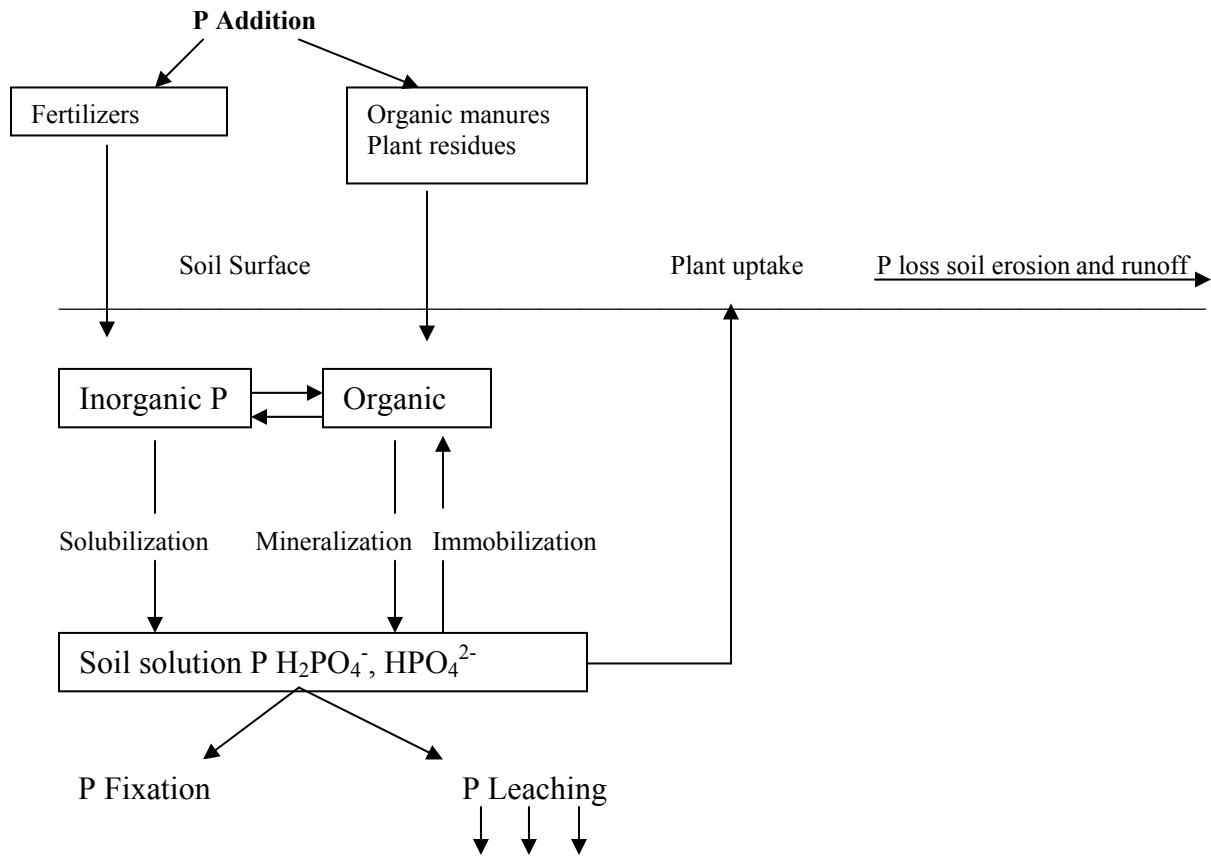 P Addition
Fertilizers
Organic manures
Plant residues
Soil Surface
Plant uptake
P loss soil erosion and runoff
Inorganic P
Organic
Solubilization
Mineralization
Immobilization
Soil solution P H₂PO₄⁻, HPO₄²⁻
P Fixation
P Leaching